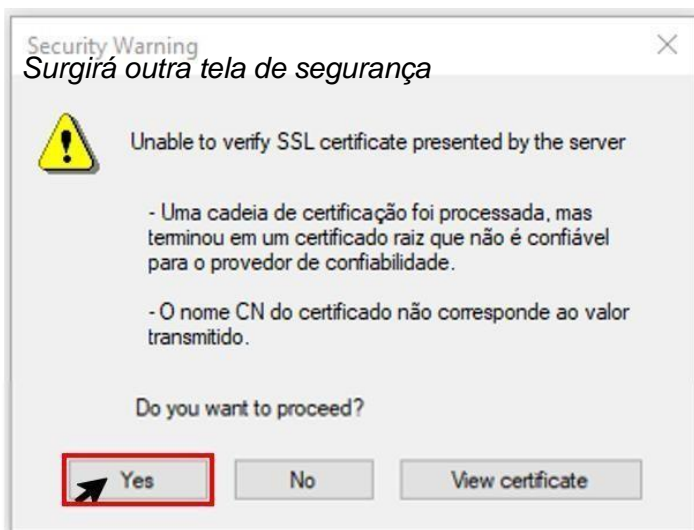 Security Warning
Surgirá outra tela de segurança
Unable to verify SSL certificate presented by the server
- Uma cadeia de certificação foi processada, mas
terminou em um certificado raiz que não é confiável
para o provedor de confiabilidade.
- O nome CN do certificado não corresponde ao valor
transmitido.
Do you want to proceed?
Yes No View certificate